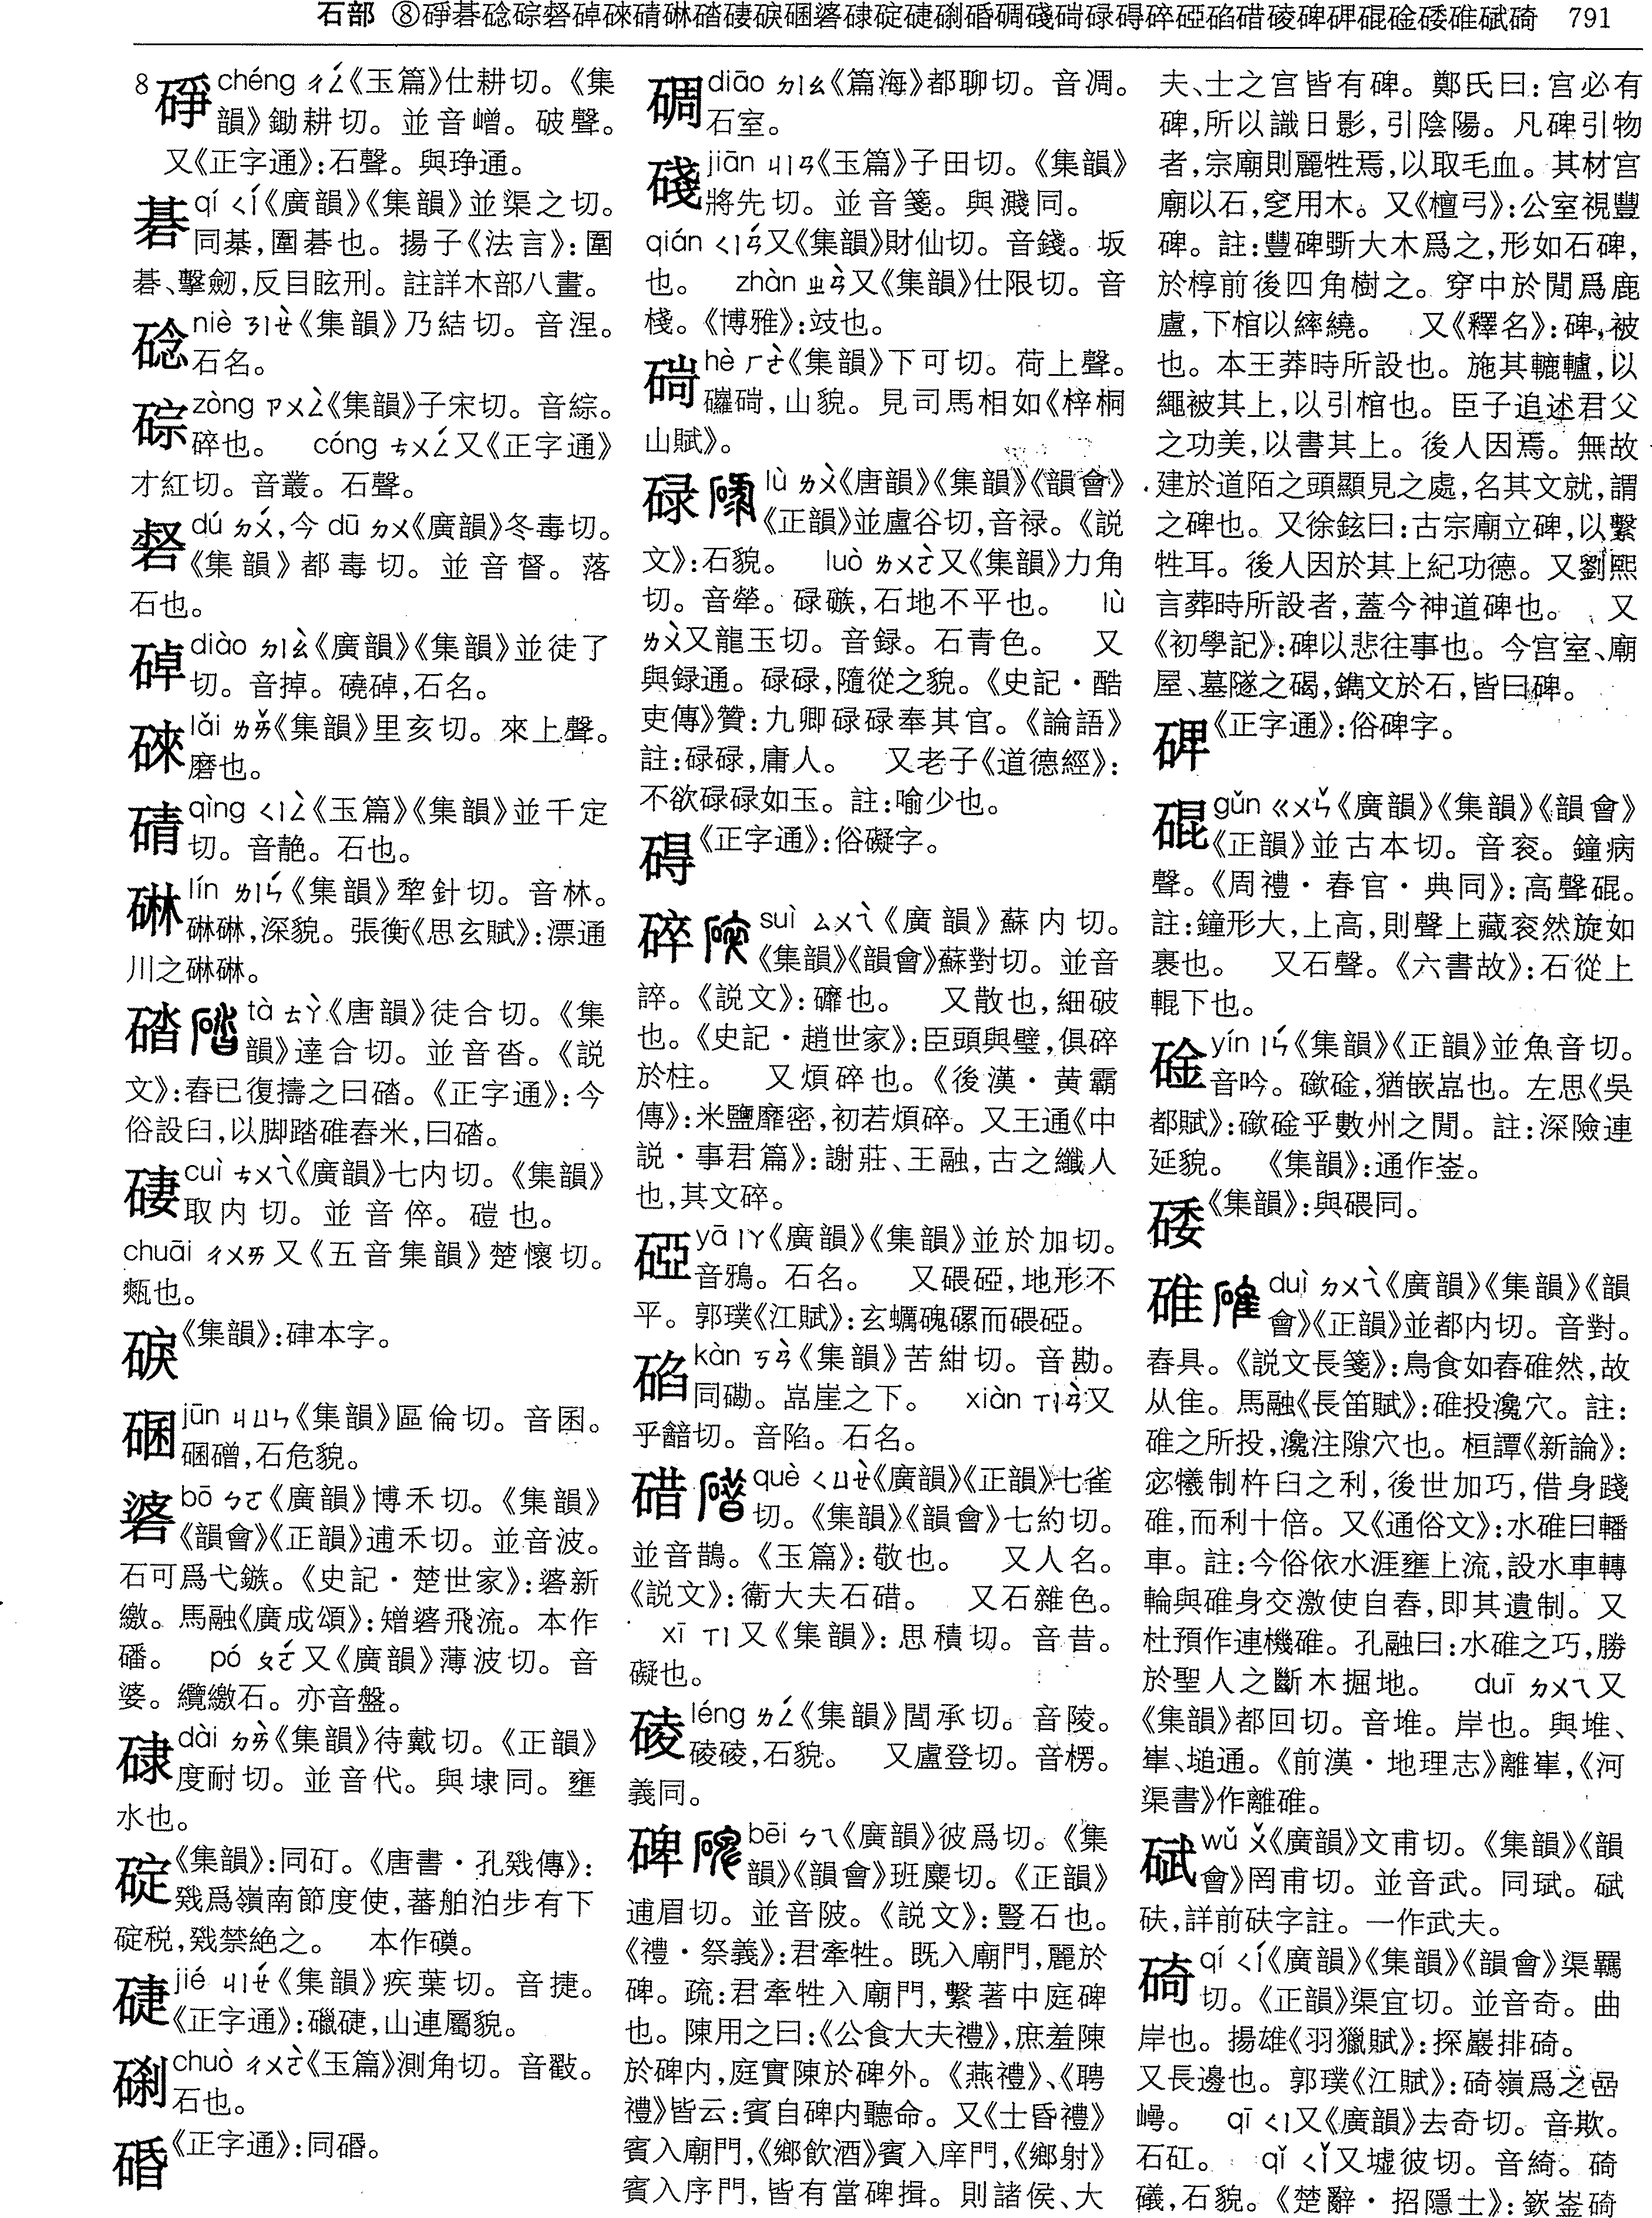 石部 ⑧碀碁硷碂裻䂽䂾碃碄碴䃀䃳硱碆碌碇碰磔碈碉碊碋碌碍碎碰硞碏碐碑碑碅碒碨碓碔碕 791
8 碀 chéng ㄔㄥˊ《玉篇》仕耕切。《集
韻》鋤耕切。並音崢。破聲。
又《正字通》:石聲。與琤通。
碁 qí ㄑㄧˊ《廣韻》《集韻》並渠之切。
同棊,圍碁也。揚子《法言》:圍
碁、擊劒,反目眩刑。註詳木部八畫。
niè ㄋㄧㄝˋ《集韻》乃結切。音涅。
石名。
碂 zòng ㄗㄨㄥˋ《集韻》子宋切。音綜。
碎也。 cóng ㄘㄨㄥˊ又《正字通》
才紅切。音叢。石聲。
dú ㄉㄨˊ,今 dū ㄉㄨ《廣韻》冬毒切。
《集韻》都毒切。並音督。落
石也。
diào ㄉㄧㄠˋ《廣韻》《集韻》並徒了
切。音掉。磽䂽,石名。
lǎi ㄌㄞˇ《集韻》里亥切。來上聲。
磨也。
碃 qìng ㄑㄧㄥˋ《玉篇》《集韻》並千定
切。音艷。石也。
碄 lín ㄌㄧㄣˊ《集韻》犂針切。音林。
碄碄,深貌。張衡《思玄賦》:漂通
川之碄碄。
tà ㄊㄚˋ《唐韻》徒合切。《集
韻》達合切。並音沓。《説
文》:舂已復擣之曰䃚。《正字通》:今
俗設臼,以脚踏碓舂米,曰䃚。
cuì ㄘㄨㄟˋ《廣韻》七内切。《集韻》
取内切。並音倅。磑也。
chuāi ㄔㄨㄞ又《五音集韻》楚懷切。
甊也。
《集韻》:硉本字。
硱 jūn ㄐㄩㄣ《集韻》區倫切。音囷。
硱磳,石危貌。
碆 bō ㄅㄛ《廣韻》博禾切。《集韻》
《韻會》《正韻》逋禾切。並音波。
石可爲弋鏃。《史記·楚世家》:碆新
繳。馬融《廣成頌》:矰碆飛流。本作
磻。 pó ㄆㄛˊ又《廣韻》薄波切。音
婆。纜繳石。亦音盤。
dài ㄉㄞˋ《集韻》待戴切。《正韻》
度耐切。並音代。與埭同。壅
水也。
碇 《集韻》:同矴。《唐書·孔戣傳》:
戣爲嶺南節度使,蕃舶泊步有下
碇税,戣禁絶之。 本作磸。
jié ㄐㄧㄝˊ《集韻》疾葉切。音捷。
《正字通》:磼䂶,山連屬貌。
chuò ㄔㄨㄛˋ《玉篇》測角切。音齪。
石也。
碈 《正字通》:同碈。
碉 diāo ㄉㄧㄠ《篇海》都聊切。音凋。
石室。
碊 jiān ㄐㄧㄢ《玉篇》子田切。《集韻》
將先切。並音箋。與濺同。
qián ㄑㄧㄢˊ又《集韻》財仙切。音錢。坂
也。 zhàn ㄓㄢˋ又《集韻》仕限切。音
棧。《博雅》:攱也。
hè ㄏㄜˋ《集韻》下可切。荷上聲。
礲碋,山貌。見司馬相如《梓桐
山賦》。
碌 lù ㄌㄨˋ《唐韻》《集韻》《韻會》
《正韻》並盧谷切,音禄。《説
文》:石貌。 luò ㄌㄨㄛˋ又《集韻》力角
切。音犖。碌磭,石地不平也。 lù
ㄌㄨˋ又龍玉切。音録。石青色。 又
與録通。碌碌,隨從之貌。《史記·酷
吏傳》贊:九卿碌碌奉其官。《論語》
註:碌碌,庸人。 又老子《道德經》:
不欲碌碌如玉。註:喻少也。
碍 《正字通》:俗礙字。
碎 suì ㄙㄨㄟˋ《廣韻》蘇内切。
《集韻》《韻會》蘇對切。並音
誶。《説文》:䃺也。 又散也,細破
也。《史記·趙世家》:臣頭與璧,俱碎
於柱。 又煩碎也。《後漢·黄霸
傳》:米鹽靡密,初若煩碎。又王通《中
説·事君篇》:謝莊、王融,古之纖人
也,其文碎。
yā ㄧㄚ《廣韻》《集韻》並於加切。
音鴉。石名。 又碨䃁,地形不
平。郭璞《江賦》:玄蠣磈磥而碨䃁。
kàn ㄎㄢˋ《集韻》苦紺切。音勘。
同磡。嵓崖之下。 xiàn ㄒㄧㄢˋ又
乎韽切。音陷。石名。
碏 què ㄑㄩㄝˋ《廣韻》《正韻》七雀
切。《集韻》《韻會》七約切。
並音鵲。《玉篇》:敬也。 又人名。
《説文》:衞大夫石碏。 又石雜色。
xī ㄒㄧ又《集韻》:思積切。音昔。
礙也。
碐 léng ㄌㄥˊ《集韻》閭承切。音陵。
碐碐,石貌。 又盧登切。音楞。
義同。
碑 bēi ㄅㄟ《廣韻》彼爲切。《集
韻》《韻會》班麋切。《正韻》
逋眉切。並音陂。《説文》:豎石也。
《禮·祭義》:君牽牲。既入廟門,麗於
碑。疏:君牽牲入廟門,繫著中庭碑
也。陳用之曰:《公食大夫禮》,庶羞陳
於碑内,庭實陳於碑外。《燕禮》、《聘
禮》皆云:賓自碑内聽命。又《士昏禮》
賓入廟門,《鄉飲酒》賓入庠門,《鄉射》
賓入序門,皆有當碑揖。則諸侯、大
夫、士之宫皆有碑。鄭氏曰:宫必有
碑,所以識日影,引陰陽。凡碑引物
者,宗廟則麗牲焉,以取毛血。其材宫
廟以石,窆用木。又《檀弓》:公室視豐
碑。註:豐碑斲大木爲之,形如石碑,
於椁前後四角樹之。穿中於閒爲鹿
盧,下棺以繂繞。 又《釋名》:碑,被
也。本王莽時所設也。施其轆轤,以
繩被其上,以引棺也。臣子追述君父
之功美,以書其上。後人因焉。無故
建於道陌之頭顯見之處,名其文就,謂
之碑也。又徐鉉曰:古宗廟立碑,以繫
牲耳。後人因於其上紀功德。又劉熙
言葬時所設者,蓋今神道碑也。 又
《初學記》:碑以悲往事也。今宫室、廟
屋、墓隧之碣,鐫文於石,皆曰碑。
《正字通》:俗碑字。
gǔn ㄍㄨㄣˇ《廣韻》《集韻》《韻會》
《正韻》並古本切。音衮。鐘病
聲。《周禮·春官·典同》:高聲硍。
註:鐘形大,上高,則聲上藏衮然旋如
裹也。 又石聲。《六書故》:石從上
輥下也。
碒 yín ㄧㄣˊ《集韻》《正韻》並魚音切。
音吟。碒,猶嵌嵓也。左思《吳
都賦》:碒乎數州之閒。註:深險連
延貌。 《集韻》:通作崟。
《集韻》:與碨同。
碓 duì ㄉㄨㄟˋ《廣韻》《集韻》《韻
會》《正韻》並都内切。音對。
舂具。《説文長箋》:鳥食如舂碓然,故
从隹。馬融《長笛賦》:碓投瀺穴。註:
碓之所投,瀺注隙穴也。桓譚《新論》:
宓犧制杵臼之利,後世加巧,借身踐
碓,而利十倍。又《通俗文》:水碓曰轓
車。註:今俗依水涯壅上流,設水車轉
輪與碓身交激使自舂,即其遺制。又
杜預作連機碓。孔融曰:水碓之巧,勝
於聖人之斷木掘地。 duī ㄉㄨㄟ又
《集韻》都回切。音堆。岸也。與堆、
㟀、塠通。《前漢·地理志》離㟀,《河
渠書》作離碓。
碔 wǔ ㄨˇ《廣韻》文甫切。《集韻》《韻
會》罔甫切。並音武。同珷。碔
砆,詳前砆字註。一作武夫。
碕 qí ㄑㄧˊ《廣韻》《集韻》《韻會》渠羈
切。《正韻》渠宜切。並音奇。曲
岸也。揚雄《羽獵賦》:探巖排碕。
又長邊也。郭璞《江賦》:碕嶺爲之嵒
崿。 qī ㄑㄧ又《廣韻》去奇切。音欺。
石矼。 qǐ ㄑㄧˇ又墟彼切。音綺。碕
礒,石貌。《楚辭·招隱士》:嶔崟碕